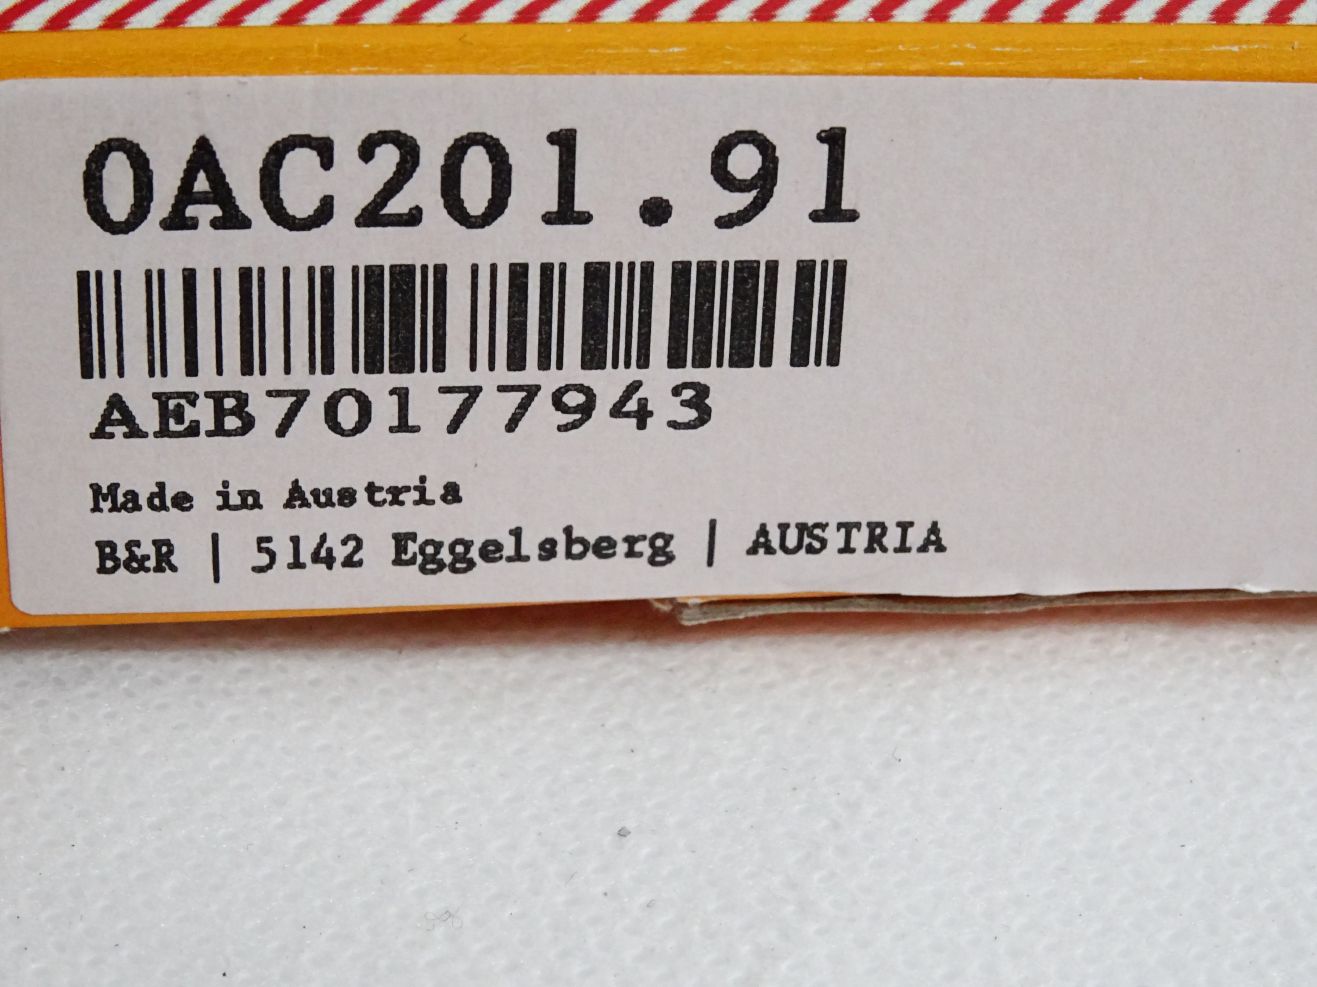 0AC201.91
AEB70177943
Made in Austria
B&R | 5142 Eggelsberg | AUSTRIA